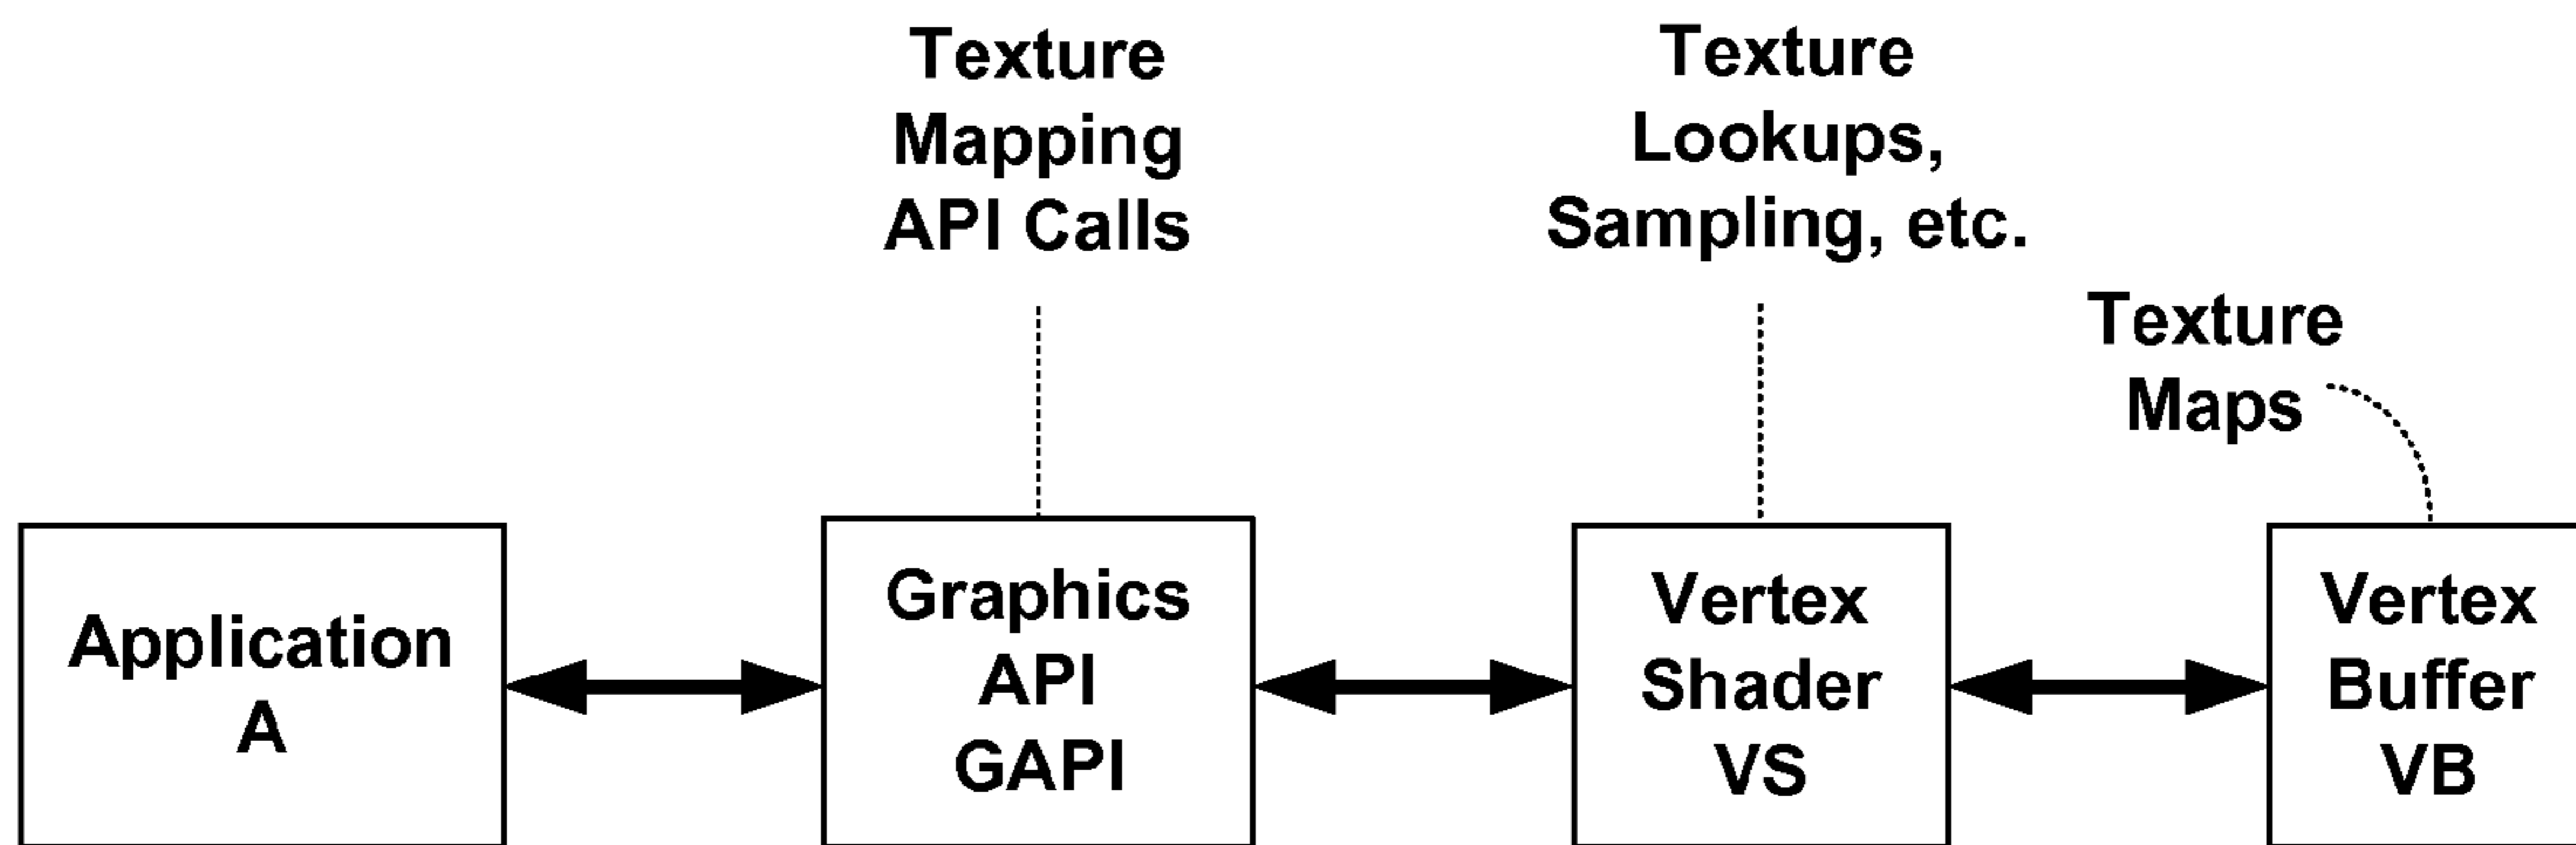 Texture
Mapping
API Calls
Texture
Lookups,
Sampling, etc.
Texture
Maps
Application
A
Graphics
API
GAPI
Vertex
Shader
VS
Vertex
Buffer
VB